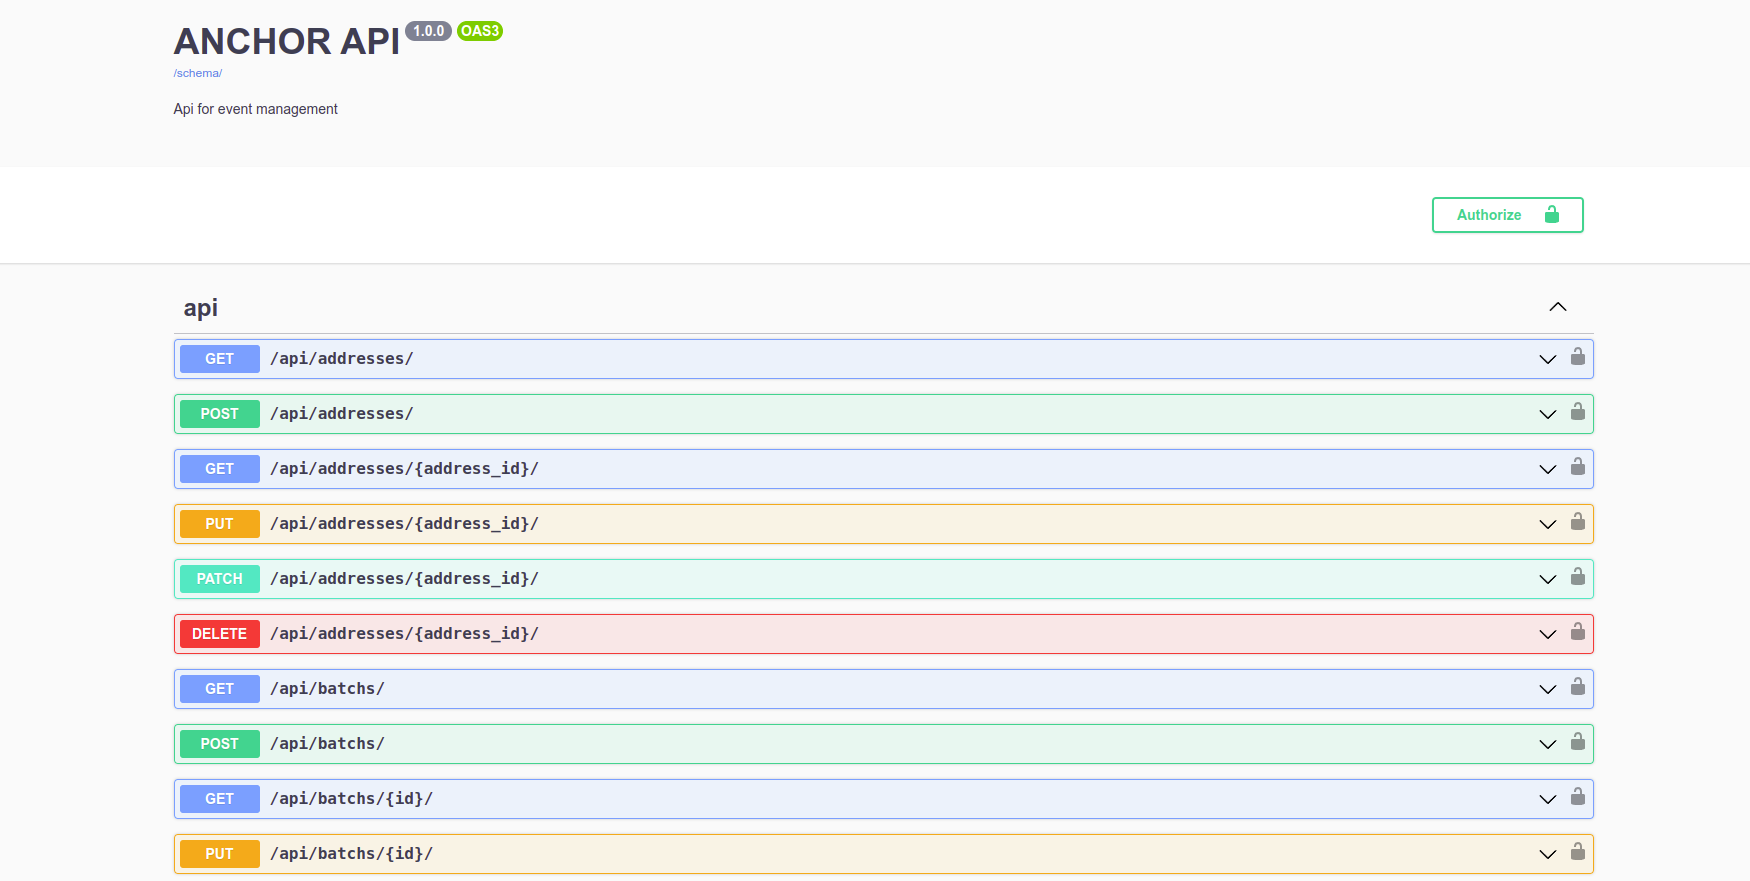 ANCHOR API 1.0.0 OAS3
/schema/
Api for event management
Authorize
api
GET /api/addresses/
POST /api/addresses/
GET /api/addresses/{address_id}/
PUT /api/addresses/{address_id}/
PATCH /api/addresses/{address_id}/
DELETE /api/addresses/{address_id}/
GET /api/batchs/
POST /api/batchs/
GET /api/batchs/{id}/
PUT /api/batchs/{id}/